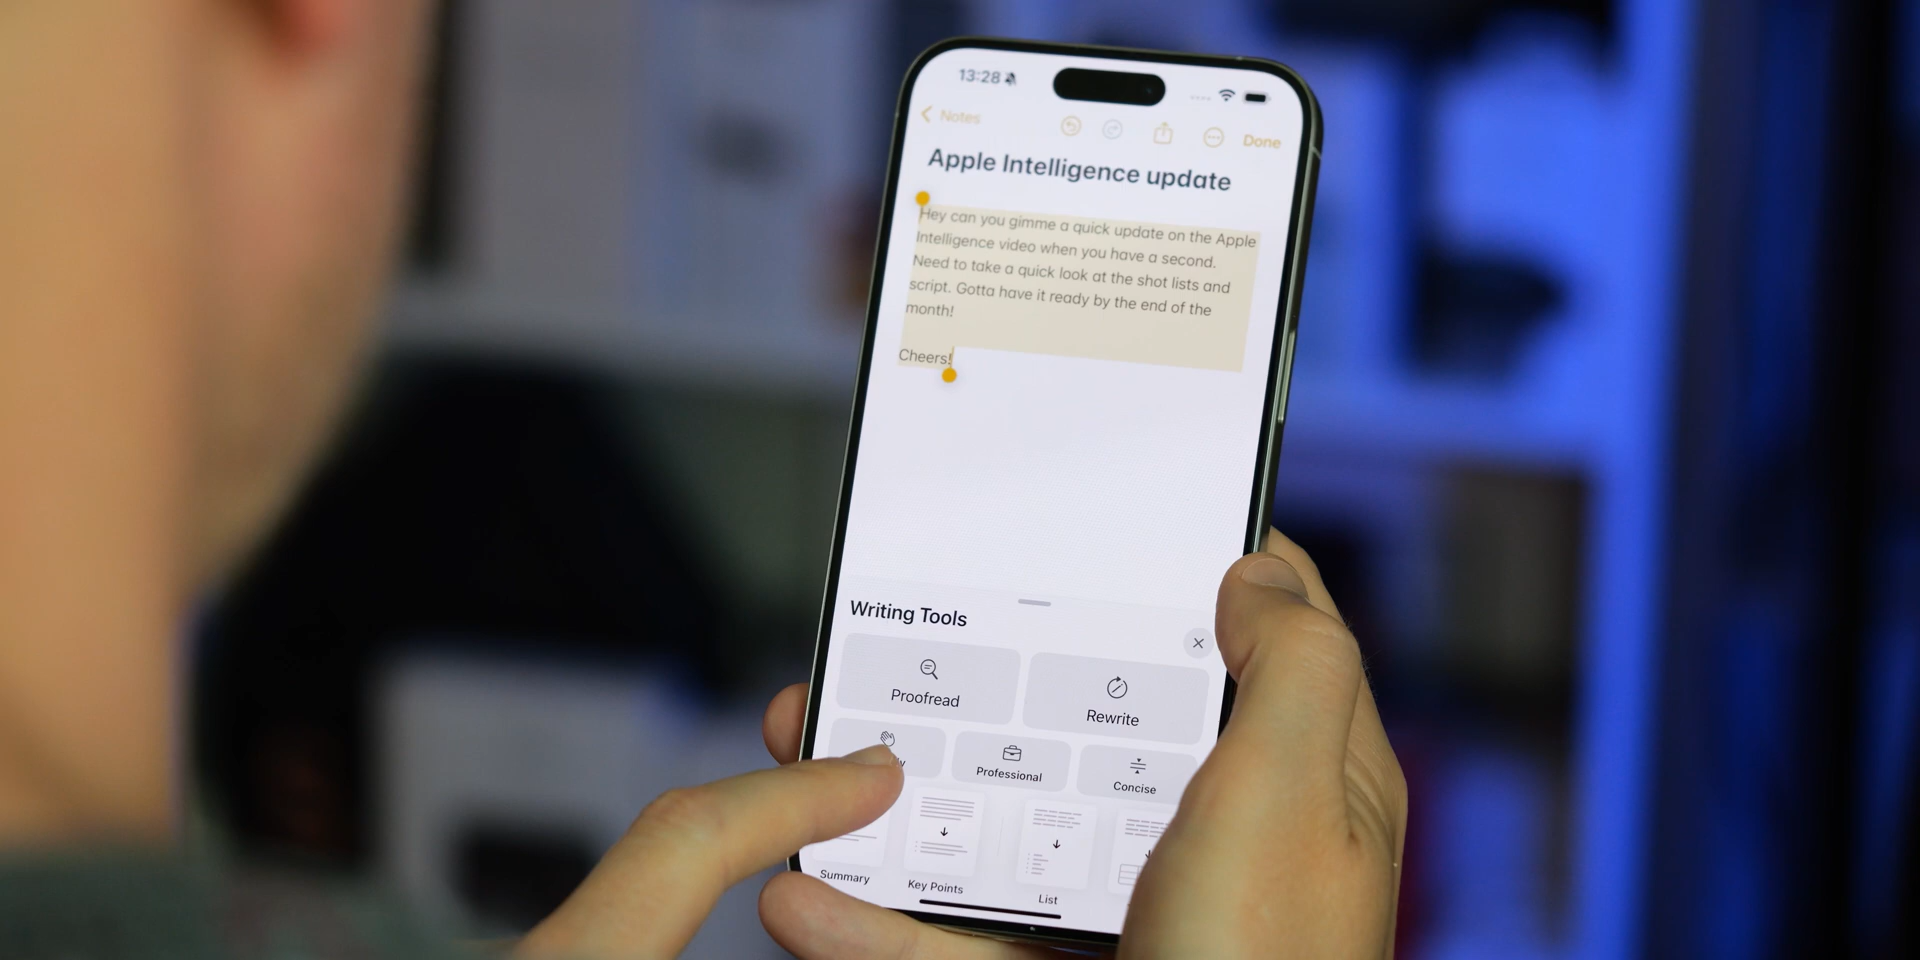 13:28
Notes
Done
Apple Intelligence update
Hey can you gimme a quick update on the Apple
Intelligence video when you have a second.
Need to take a quick look at the shot lists and
script. Gotta have it ready by the end of the
month!
Cheers!
Writing Tools
Proofread
Rewrite
Professional
Concise
Summary
Key Points
List